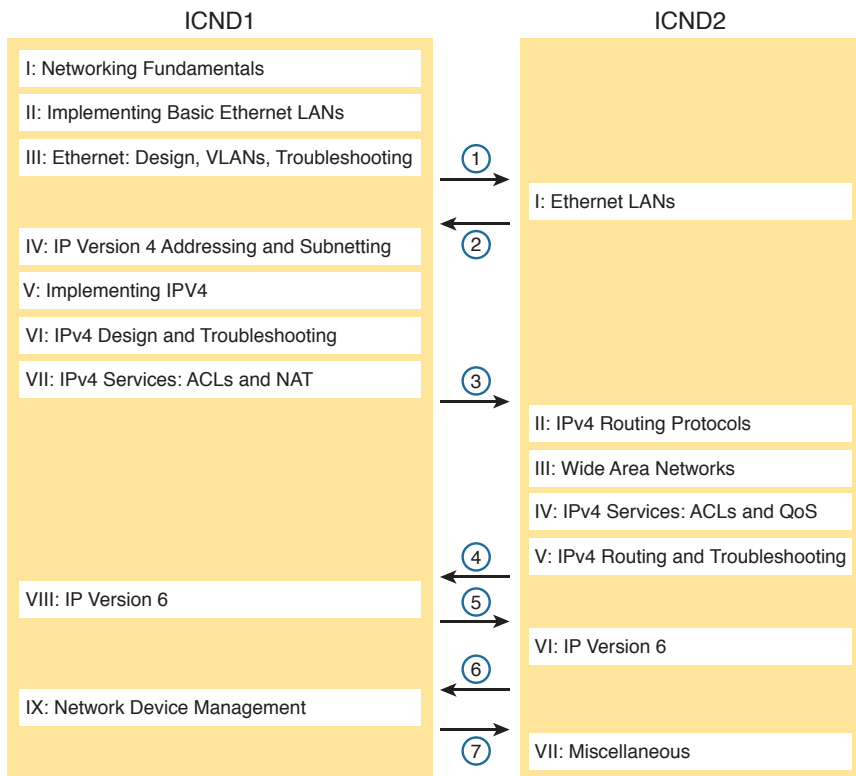 ICND1
ICND2
I: Networking Fundamentals
II: Implementing Basic Ethernet LANs
III: Ethernet: Design, VLANs, Troubleshooting
1
I: Ethernet LANs
2
IV: IP Version 4 Addressing and Subnetting
V: Implementing IPV4
VI: IPv4 Design and Troubleshooting
VII: IPv4 Services: ACLs and NAT
3
II: IPv4 Routing Protocols
III: Wide Area Networks
IV: IPv4 Services: ACLs and QoS
V: IPv4 Routing and Troubleshooting
4
VIII: IP Version 6
5
VI: IP Version 6
6
IX: Network Device Management
7
VII: Miscellaneous